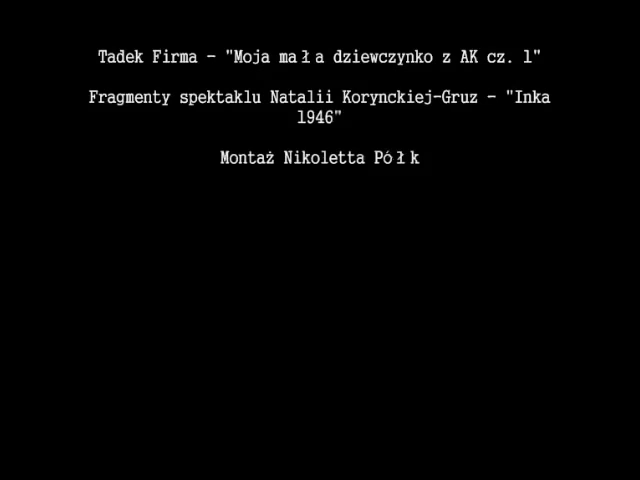 Tadek Firma - "Moja mała dziewczynko z AK cz. 1"
Fragmenty spektaklu Natalii Korynckiej-Gruz - "Inka
1946"
Montaż Nikoletta Półk